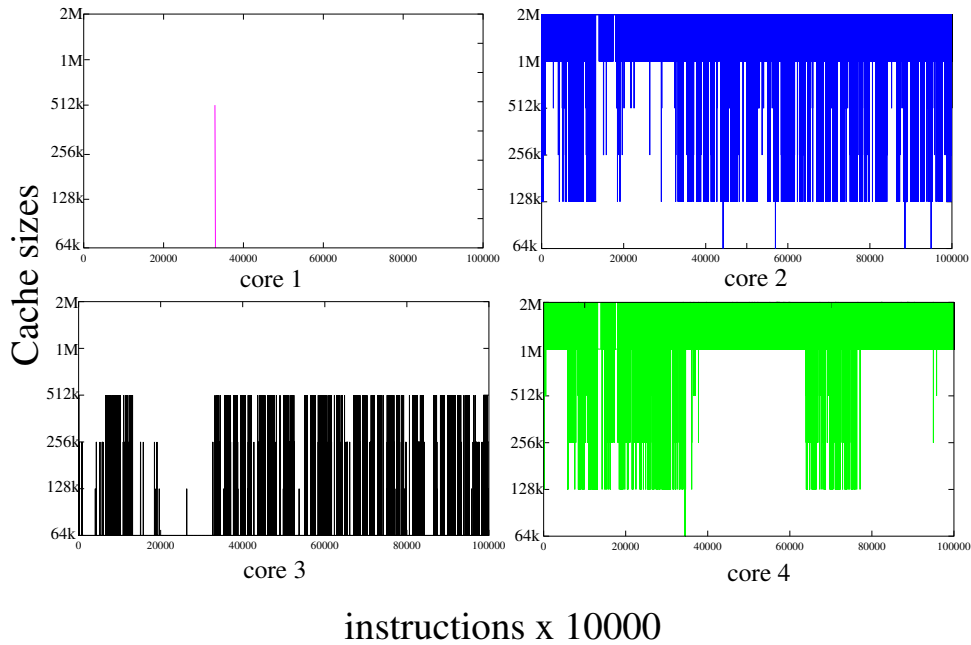 Cache sizes
2M
1M
512k
256k
128k
64k
0 20000 40000 60000 80000 100000
core 1
2M
1M
512k
256k
128k
64k
0 20000 40000 60000 80000 100000
core 2
2M
1M
512k
256k
128k
64k
0 20000 40000 60000 80000 100000
core 3
2M
1M
512k
256k
128k
64k
0 20000 40000 60000 80000 100000
core 4
instructions x 10000